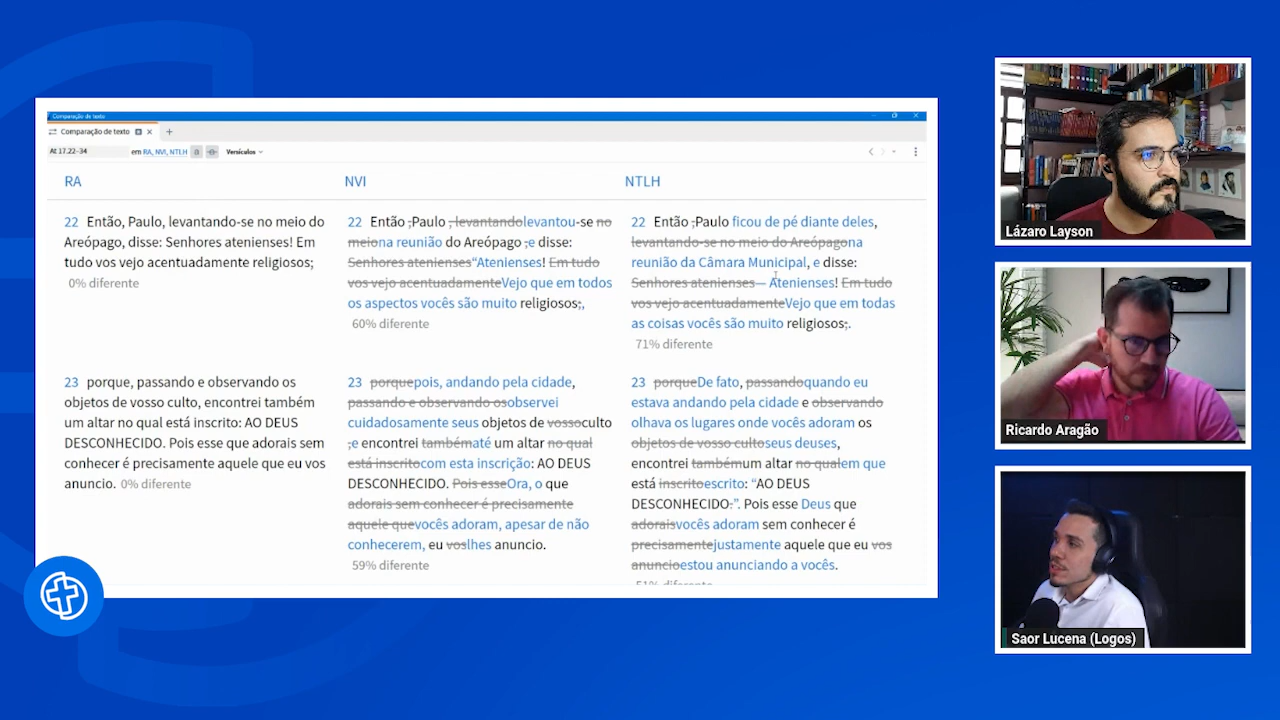 Comparação de texto
Comparação de texto
At 17.22–34 em RA, NVI, NTLH a Versículos
RA
22 Então, Paulo, levantando-se no meio do
Areópago, disse: Senhores atenienses! Em
tudo vos vejo acentuadamente religiosos;
0% diferente
23 porque, passando e observando os
objetos de vosso culto, encontrei também
um altar no qual está inscrito: AO DEUS
DESCONHECIDO. Pois esse que adorais sem
conhecer é precisamente aquele que eu vos
anuncio. 0% diferente
NVI
22 Então ,Paulo , levantandolevantou-se no
meiona reunião do Areópago ,e disse:
Senhores atenienses“Atenienses! Em tudo
vos vejo acentuadamenteVejo que em todos
os aspectos vocês são muito religiosos;,
60% diferente
23 porquepois, andando pela cidade,
passando e observando osobservei
cuidadosamente seus objetos de vossoculto
,e encontrei tambématé um altar no qual
está inscritocom esta inscrição: AO DEUS
DESCONHECIDO. Pois esseOra, o que
adorais sem conhecer é precisamente
aquele quevocês adoram, apesar de não
conhecerem, eu voslhes anuncio.
59% diferente
NTLH
22 Então ,Paulo ficou de pé diante deles,
levantando-se no meio do Areópagona
reunião da Câmara Municipal, e disse:
Senhores atenienses— Atenienses! Em tudo
vos vejo acentuadamenteVejo que em todas
as coisas vocês são muito religiosos;.
71% diferente
23 porqueDe fato, passandoquando eu
estava andando pela cidade e observando
olhava os lugares onde vocês adoram os
objetos de vosso cultoseus deuses,
encontrei tambémum altar no qualem que
está inscritoescrito: “AO DEUS
DESCONHECIDO.”. Pois esse Deus que
adoraisvocês adoram sem conhecer é
precisamentejustamente aquele que eu vos
anuncioestou anunciando a vocês.
51% diferente
Lázaro Layson
Ricardo Aragão
Saor Lucena (Logos)